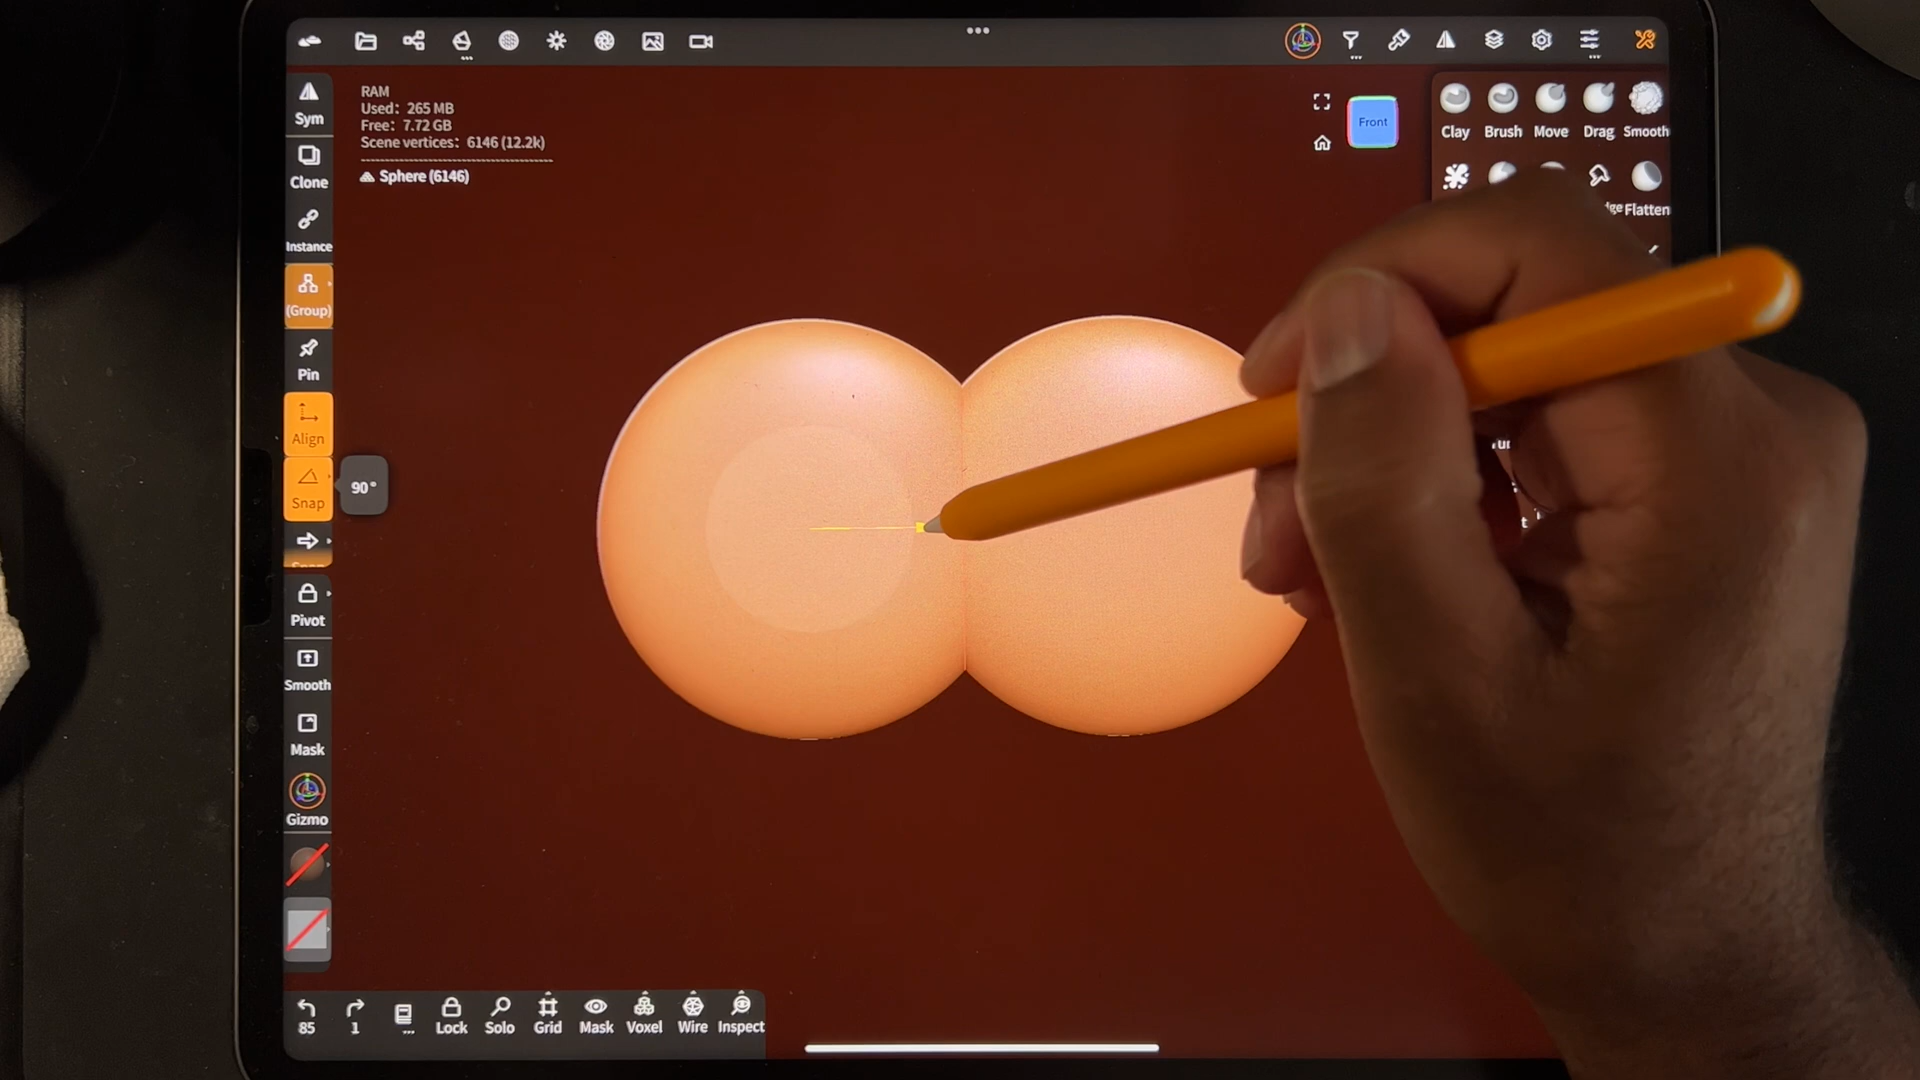 RAM
Used: 265 MB
Free: 7.72 GB
Scene vertices: 6146 (12.2k)
Sphere (6146)
Front
Clay Brush Move Drag Smooth
Flatten
Sym
Clone
Instance
(Group)
Pin
Align
Snap
90°
Pivot
Smooth
Mask
Gizmo
85 1 Lock Solo Grid Mask Voxel Wire Inspect